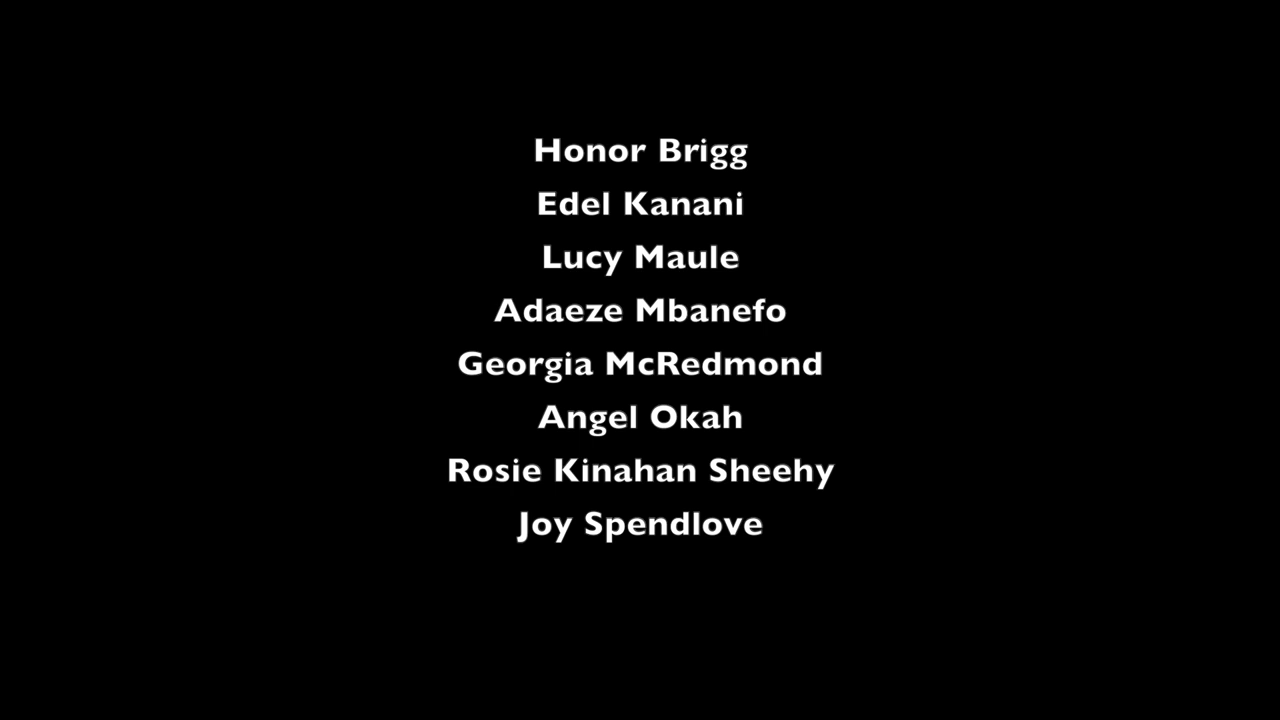 Honor Brigg
Edel Kanani
Lucy Maule
Adaeze Mbanefo
Georgia McRedmond
Angel Okah
Rosie Kinahan Sheehy
Joy Spendlove